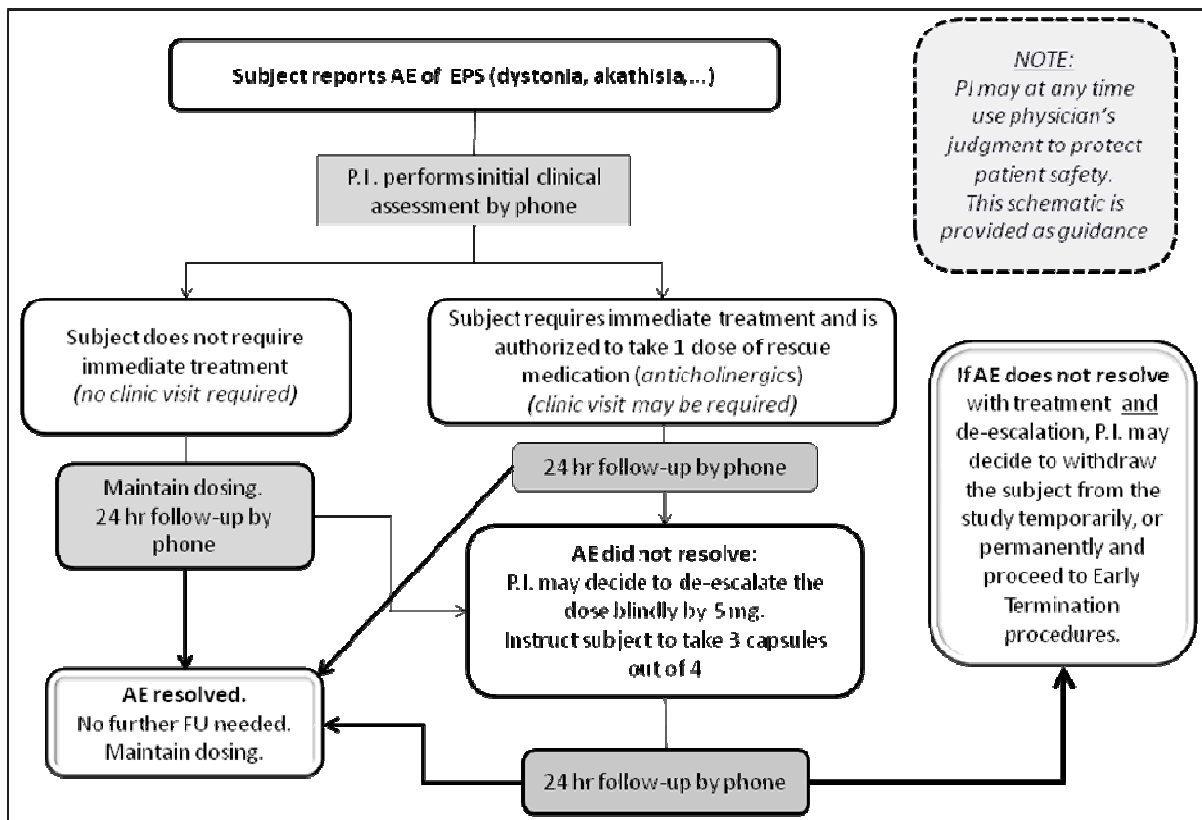 Subject reports AE of EPS (dystonia, akathisia,...)
NOTE:
PI may at any time
use physician's
judgment to protect
patient safety.
This schematic is
provided as guidance
P.I. performs initial clinical
assessment by phone
Subject does not require
immediate treatment
(no clinic visit required)
Subject requires immediate treatment and is
authorized to take 1 dose of rescue
medication (anticholinergics)
(clinic visit may be required)
If AE does not resolve
with treatment and
de-escalation, P.I. may
decide to withdraw
the subject from the
study temporarily, or
permanently and
proceed to Early
Termination
procedures.
Maintain dosing.
24 hr follow-up by
phone
24 hr follow-up by phone
AE did not resolve:
P.I. may decide to de-escalate the
dose blindly by 5 mg.
Instruct subject to take 3 capsules
out of 4
AE resolved.
No further FU needed.
Maintain dosing.
24 hr follow-up by phone